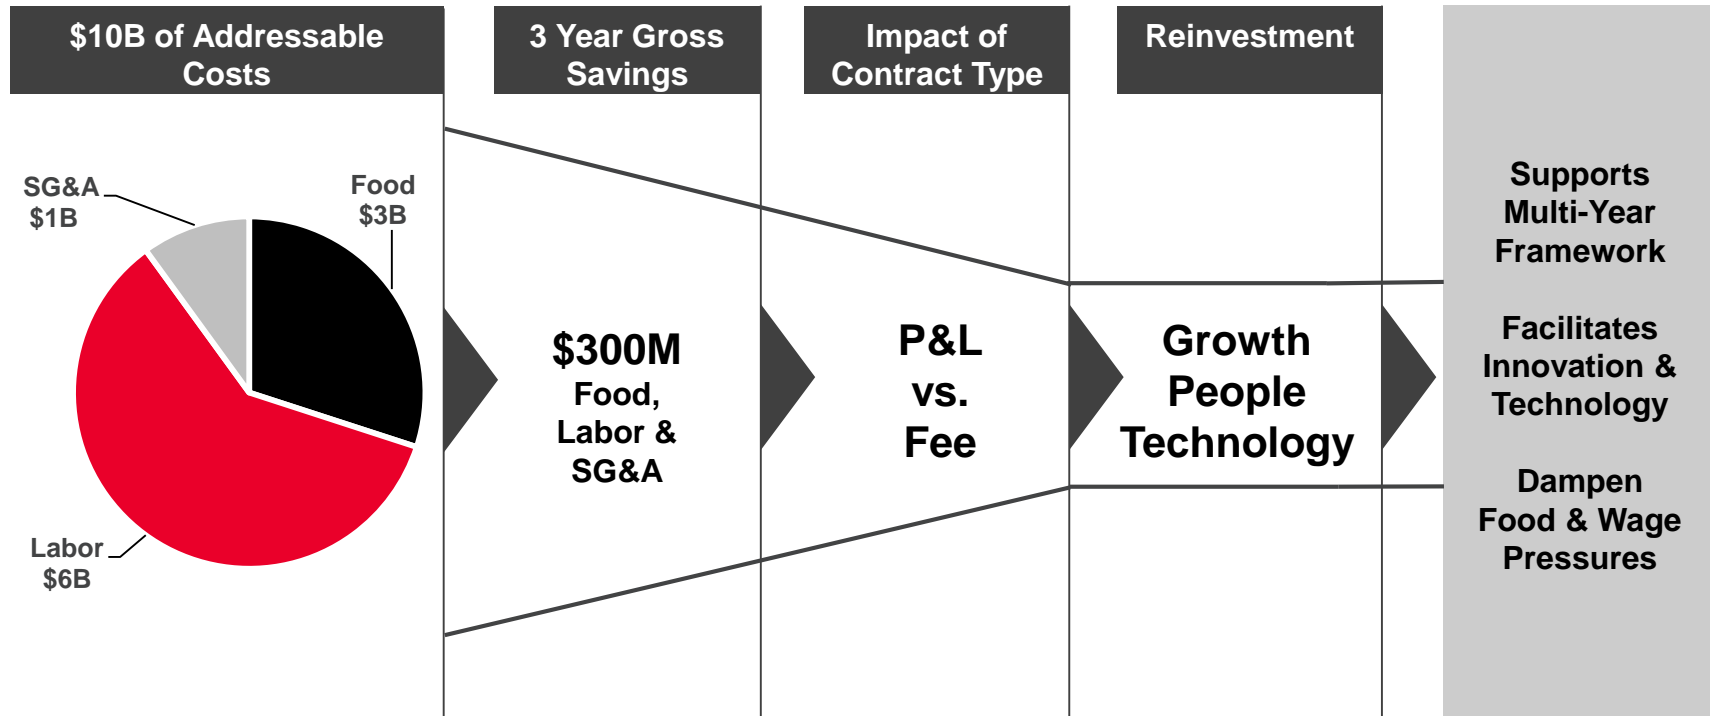 $10B of Addressable
Costs
3 Year Gross
Savings
Impact of
Contract Type
Reinvestment
SG&A
$1B
Food
$3B
Labor
$6B
$300M
Food,
Labor &
SG&A
P&L
vs.
Fee
Growth
People
Technology
Supports
Multi-Year
Framework
Facilitates
Innovation &
Technology
Dampen
Food & Wage
Pressures